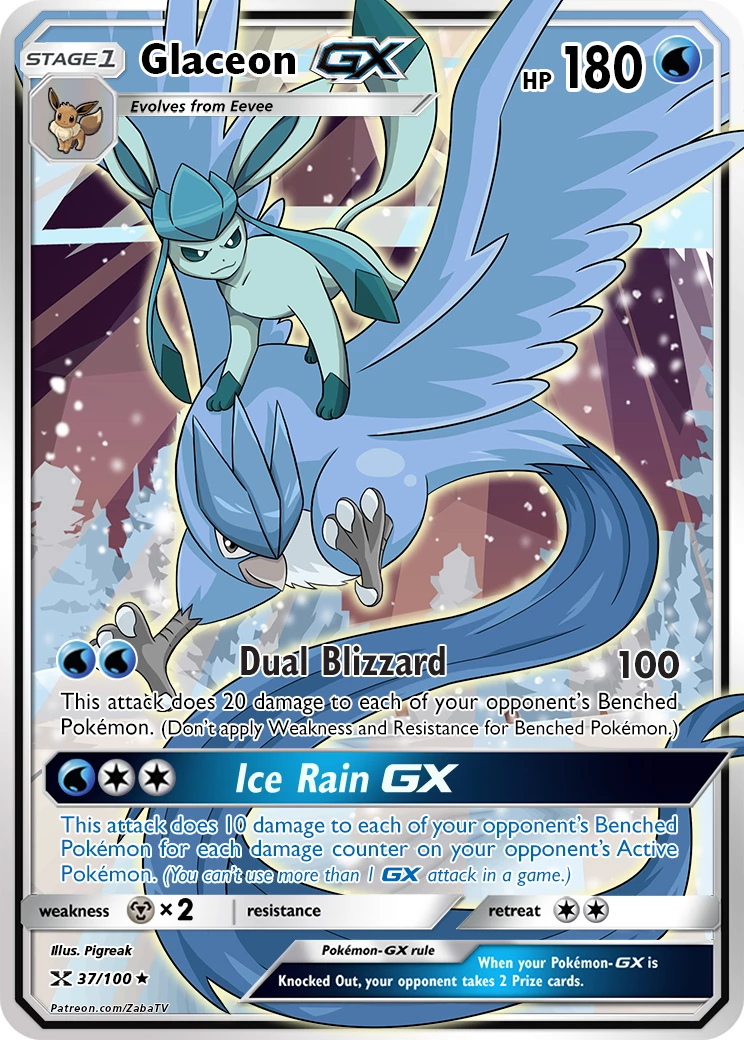 STAGE 1 Glaceon GX HP 180
Evolves from Eevee
Dual Blizzard 100
This attack does 20 damage to each of your opponent's Benched
Pokémon. (Don't apply Weakness and Resistance for Benched Pokémon.)
Ice Rain GX
This attack does 10 damage to each of your opponent's Benched
Pokémon for each damage counter on your opponent's Active
Pokémon. (You can't use more than 1 GX attack in a game.)
weakness ×2 resistance retreat
Illus. Pigreak
37/100 ★
Patreon.com/ZabaTV
Pokémon-GX rule
When your Pokémon-GX is
Knocked Out, your opponent takes 2 Prize cards.